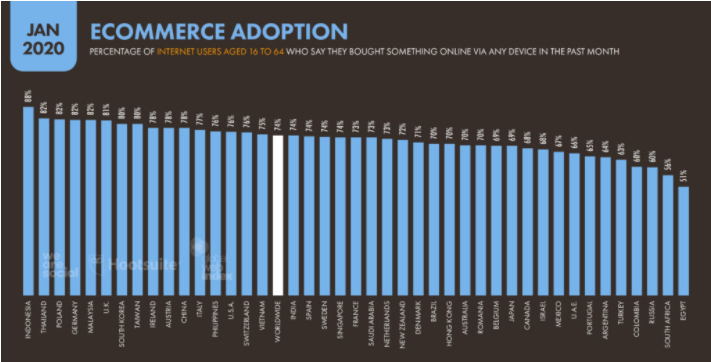 JAN
2020
ECOMMERCE ADOPTION
PERCENTAGE OF INTERNET USERS AGED 16 TO 64 WHO SAY THEY BOUGHT SOMETHING ONLINE VIA ANY DEVICE IN THE PAST MONTH
88% 82% 82% 82% 82% 81% 80% 80% 78% 78% 78% 77% 76% 76% 76% 75% 74% 74% 74% 74% 74% 73% 73% 73% 72% 71% 70% 70% 70% 70% 69% 69% 68% 68% 67% 66% 65% 64% 63% 60% 60% 56% 51%
we
are.
social
Hootsuite
global
web
index
INDONESIA THAILAND POLAND GERMANY MALAYSIA U.K. SOUTH KOREA TAIWAN IRELAND AUSTRIA CHINA ITALY PHILIPPINES U.S.A. SWITZERLAND VIETNAM WORLDWIDE INDIA SPAIN SWEDEN SINGAPORE FRANCE SAUDI ARABIA NETHERLANDS NEW ZEALAND DENMARK BRAZIL HONG KONG AUSTRALIA ROMANIA BELGIUM JAPAN CANADA ISRAEL MEXICO U.A.E. PORTUGAL ARGENTINA TURKEY COLOMBIA RUSSIA SOUTH AFRICA EGYPT